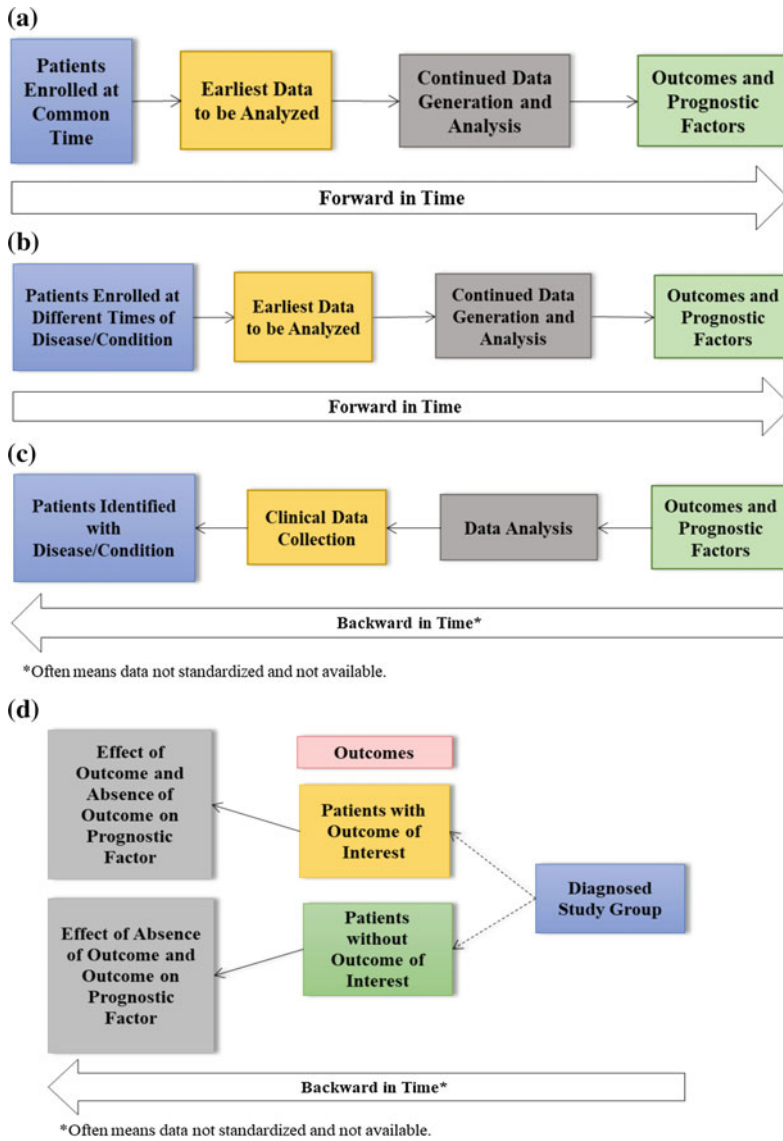 (a)
Patients
Enrolled at
Common
Time
Earliest Data
to be Analyzed
Continued Data
Generation and
Analysis
Outcomes and
Prognostic
Factors
Forward in Time
(b)
Patients Enrolled at
Different Times of
Disease/Condition
Earliest Data
to be Analyzed
Continued Data
Generation and
Analysis
Outcomes and
Prognostic
Factors
Forward in Time
(c)
Patients Identified
with
Disease/Condition
Clinical Data
Collection
Data Analysis
Outcomes and
Prognostic
Factors
Backward in Time*
*Often means data not standardized and not available.
(d)
Effect of
Outcome and
Absence of
Outcome on
Prognostic
Factor
Outcomes
Patients with
Outcome of
Interest
Diagnosed
Study Group
Effect of Absence
of Outcome and
Outcome on
Prognostic
Factor
Patients
without
Outcome of
Interest
Backward in Time*
*Often means data not standardized and not available.